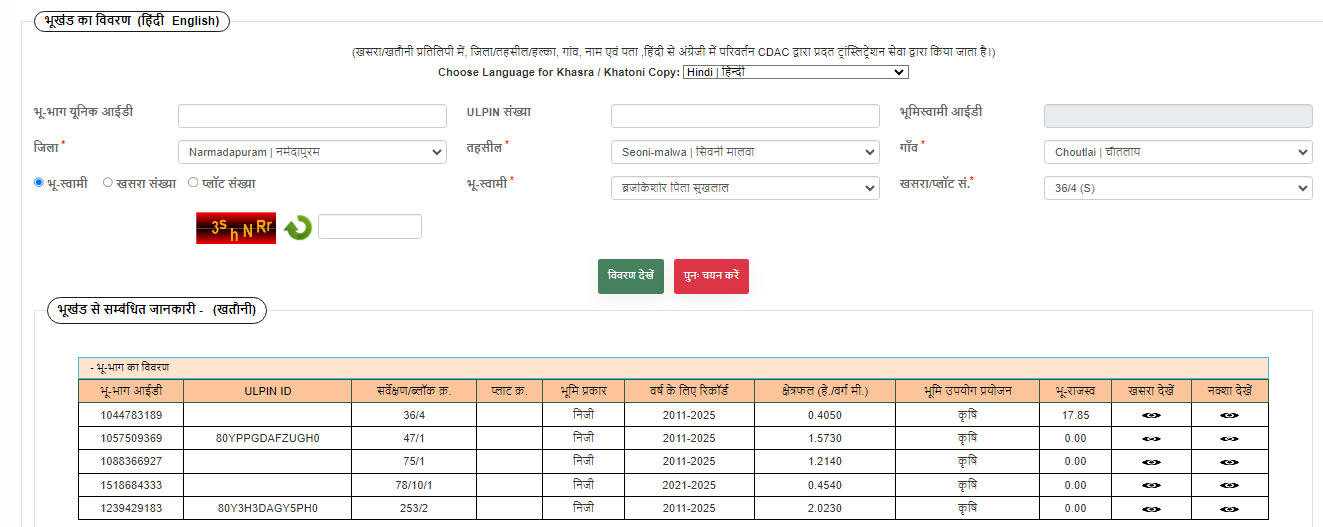 भूखंड का विवरण (हिंदी English)
(खसरा/खतौनी प्रतिलिपी में, जिला/तहसील/हल्का, गांव, नाम एवं पता ,हिंदी से अंग्रेजी में परिवर्तन CDAC द्वारा प्रदत ट्रांस्लिट्रेशन सेवा द्वारा किया जाता है।)
Choose Language for Khasra / Khatoni Copy: Hindi | हिन्दी
भू-भाग यूनिक आईडी ULPIN संख्या भूमिस्वामी आईडी
जिला * Narmadapuram | नर्मदापुरम तहसील * Seoni-malwa | सिवनी मालवा गाँव * Choutlai | चौतलाय
भू-स्वामी खसरा संख्या प्लॉट संख्या भू-स्वामी * ब्रजकिशोर पिता सुखलाल खसरा/प्लॉट सं.* 36/4 (S)
3shNRr
विवरण देखें पुनः चयन करें
भूखंड से सम्बंधित जानकारी - (खतौनी)
- भू-भाग का विवरण
भू-भाग आईडी ULPIN ID सर्वेक्षण/ब्लॉक क्र. प्लाट क्र. भूमि प्रकार वर्ष के लिए रिकॉर्ड क्षेत्रफल (हे./वर्ग मी.) भूमि उपयोग प्रयोजन भू-राजस्व खसरा देखें नक्शा देखें
1044783189 36/4 निजी 2011-2025 0.4050 कृषि 17.85
1057509369 80YPPGDAFZUGH0 47/1 निजी 2011-2025 1.5730 कृषि 0.00
1088366927 75/1 निजी 2011-2025 1.2140 कृषि 0.00
1518684333 78/10/1 निजी 2021-2025 0.4540 कृषि 0.00
1239429183 80Y3H3DAGY5PH0 253/2 निजी 2011-2025 2.0230 कृषि 0.00